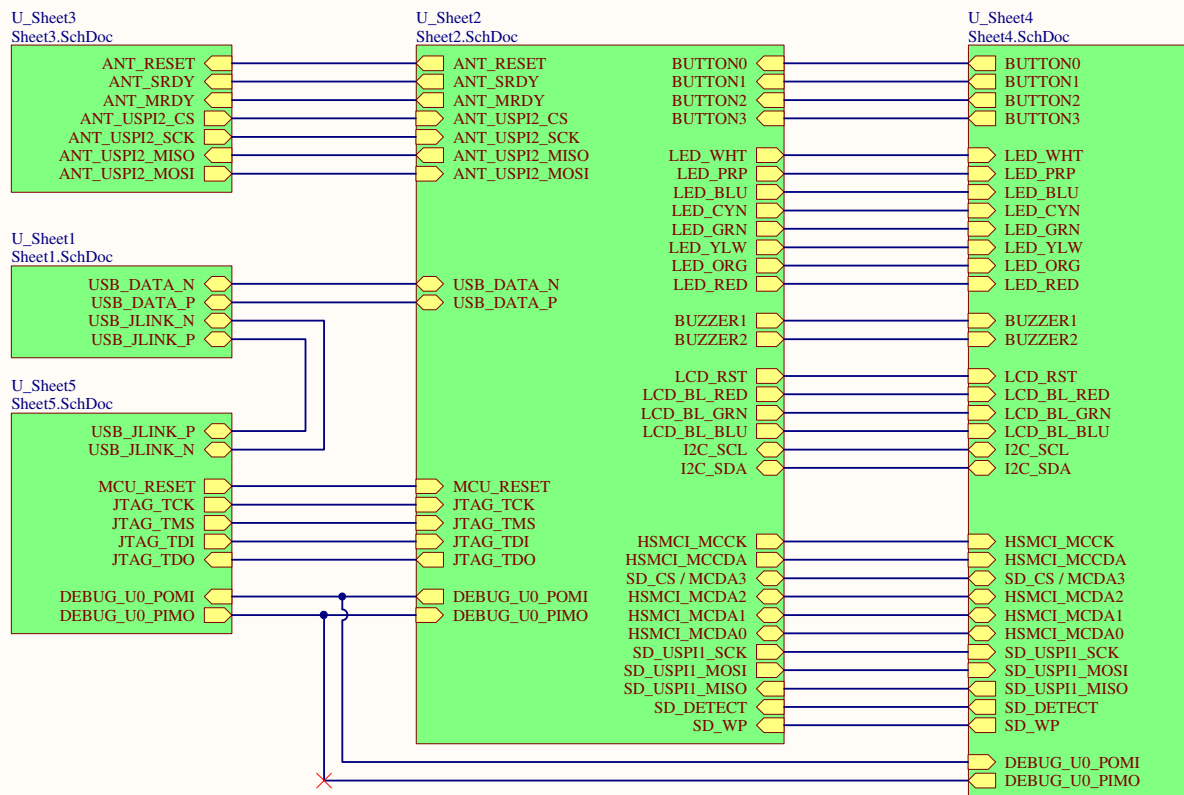 U_Sheet3
Sheet3.SchDoc
ANT_RESET
ANT_SRDY
ANT_MRDY
ANT_USPI2_CS
ANT_USPI2_SCK
ANT_USPI2_MISO
ANT_USPI2_MOSI
U_Sheet1
Sheet1.SchDoc
USB_DATA_N
USB_DATA_P
USB_JLINK_N
USB_JLINK_P
U_Sheet5
Sheet5.SchDoc
USB_JLINK_P
USB_JLINK_N
MCU_RESET
JTAG_TCK
JTAG_TMS
JTAG_TDI
JTAG_TDO
DEBUG_U0_POMI
DEBUG_U0_PIMO
U_Sheet2
Sheet2.SchDoc
ANT_RESET
ANT_SRDY
ANT_MRDY
ANT_USPI2_CS
ANT_USPI2_SCK
ANT_USPI2_MISO
ANT_USPI2_MOSI
USB_DATA_N
USB_DATA_P
MCU_RESET
JTAG_TCK
JTAG_TMS
JTAG_TDI
JTAG_TDO
DEBUG_U0_POMI
DEBUG_U0_PIMO
BUTTON0
BUTTON1
BUTTON2
BUTTON3
LED_WHT
LED_PRP
LED_BLU
LED_CYN
LED_GRN
LED_YLW
LED_ORG
LED_RED
BUZZER1
BUZZER2
LCD_RST
LCD_BL_RED
LCD_BL_GRN
LCD_BL_BLU
I2C_SCL
I2C_SDA
HSMCI_MCCK
HSMCI_MCCDA
SD_CS / MCDA3
HSMCI_MCDA2
HSMCI_MCDA1
HSMCI_MCDA0
SD_USPI1_SCK
SD_USPI1_MOSI
SD_USPI1_MISO
SD_DETECT
SD_WP
U_Sheet4
Sheet4.SchDoc
BUTTON0
BUTTON1
BUTTON2
BUTTON3
LED_WHT
LED_PRP
LED_BLU
LED_CYN
LED_GRN
LED_YLW
LED_ORG
LED_RED
BUZZER1
BUZZER2
LCD_RST
LCD_BL_RED
LCD_BL_GRN
LCD_BL_BLU
I2C_SCL
I2C_SDA
HSMCI_MCCK
HSMCI_MCCDA
SD_CS / MCDA3
HSMCI_MCDA2
HSMCI_MCDA1
HSMCI_MCDA0
SD_USPI1_SCK
SD_USPI1_MOSI
SD_USPI1_MISO
SD_DETECT
SD_WP
DEBUG_U0_POMI
DEBUG_U0_PIMO